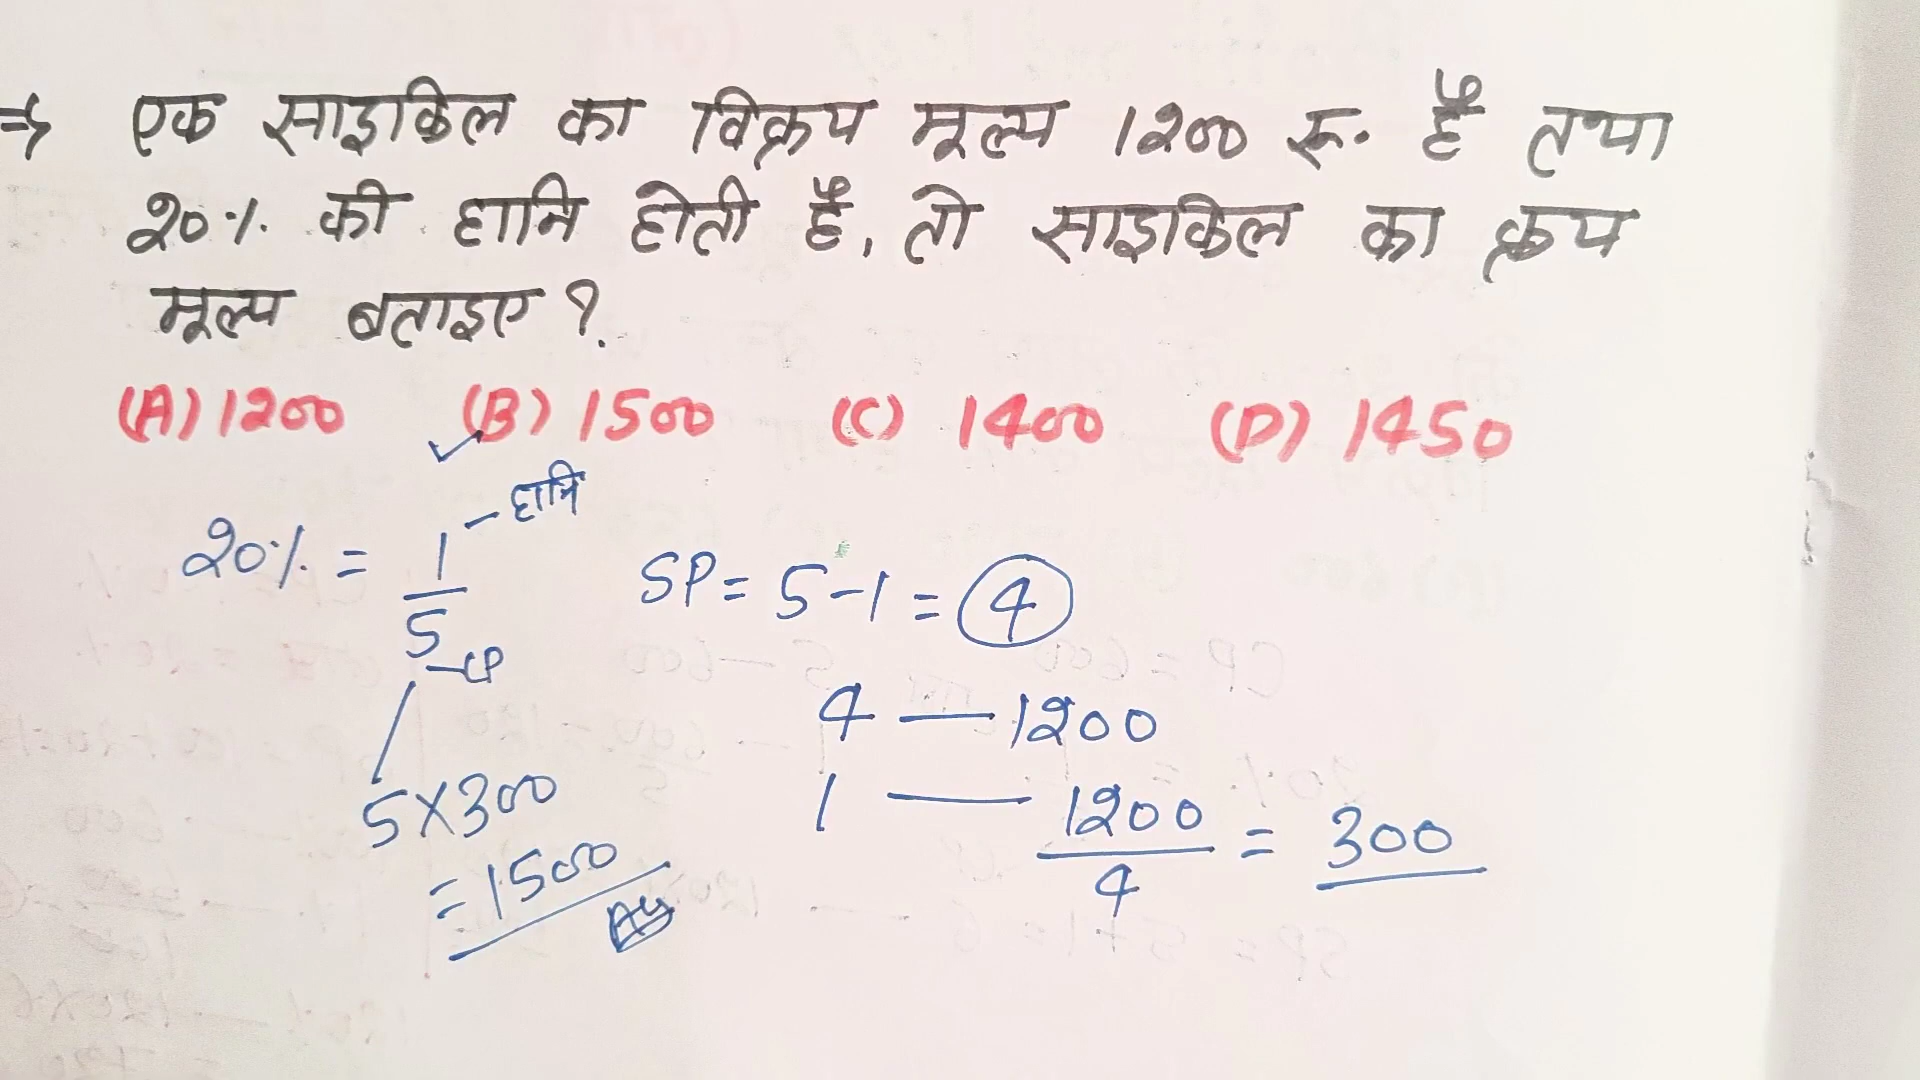 ⇒ एक साइकिल का विक्रय मूल्य 1200 रू. है तथा
20%. की हानि होती है, तो साइकिल का क्रय
मूल्य बताइए ?
(A) 1200 (B) 1500 (C) 1400 (D) 1450
20% = 1/5 - हानि
- CP
SP = 5-1 = 4
4 — 1200
1 — 1200/4 = 300
5×300
= 1500